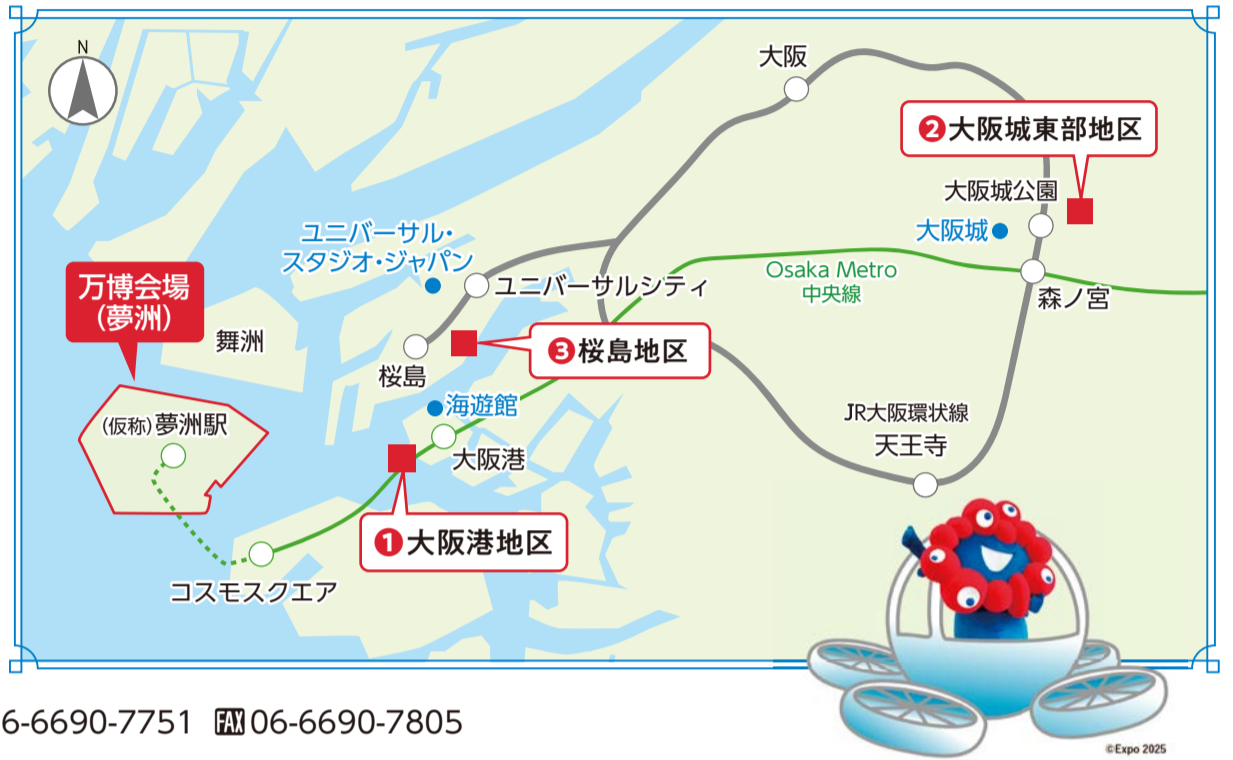 N
大阪
❷大阪城東部地区
大阪城公園
大阪城
ユニバーサル・
スタジオ・ジャパン
Osaka Metro
中央線
森ノ宮
万博会場
(夢洲)
ユニバーサルシティ
舞洲
❸桜島地区
桜島
海遊館
(仮称)夢洲駅
JR大阪環状線
天王寺
大阪港
❶大阪港地区
コスモスクエア
6-6690-7751 FAX 06-6690-7805
©Expo 2025